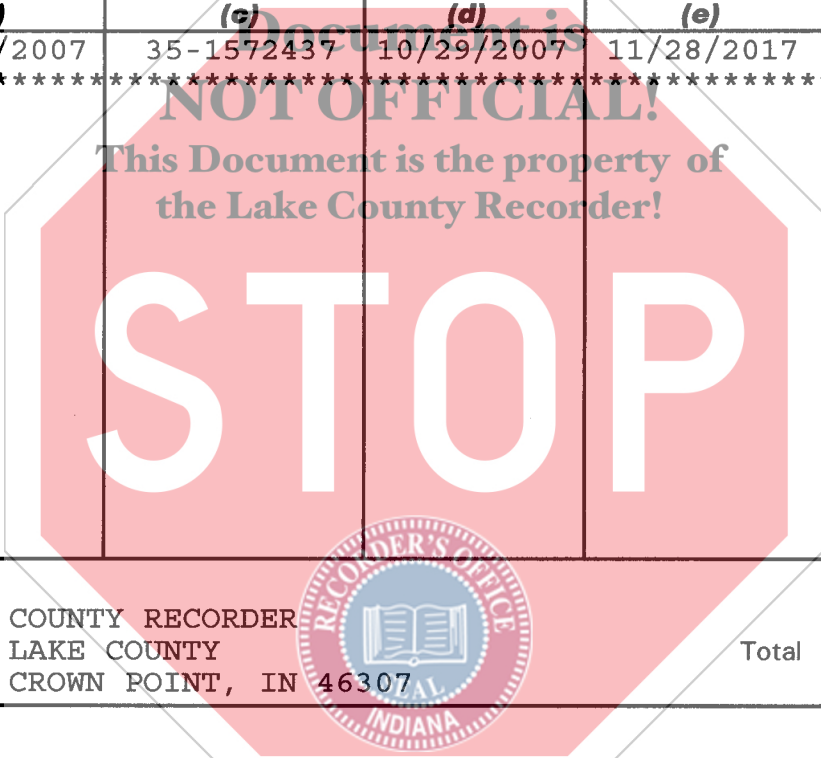 ) (c) (d) (e)
Document is
/2007 35-1572437 10/29/2007 11/28/2017
****************************************************
NOT OFFICIAL!
This Document is the property of
the Lake County Recorder!
STOP
RECORDER'S OFFICE
COUNTY RECORDER
LAKE COUNTY Total
CROWN POINT, IN 46307
SEAL
INDIANA